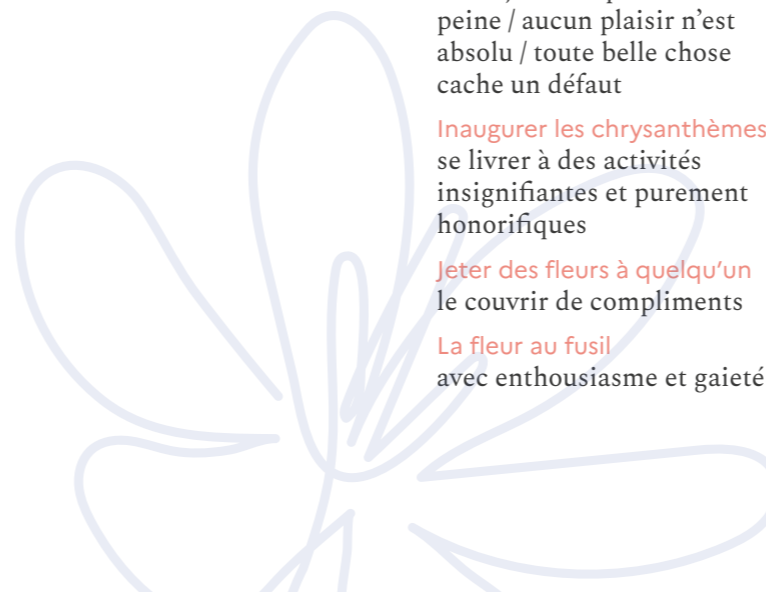 peine / aucun plaisir n’est
absolu / toute belle chose
cache un défaut
Inaugurer les chrysanthèmes
se livrer à des activités
insignifiantes et purement
honorifiques
Jeter des fleurs à quelqu’un
le couvrir de compliments
La fleur au fusil
avec enthousiasme et gaieté